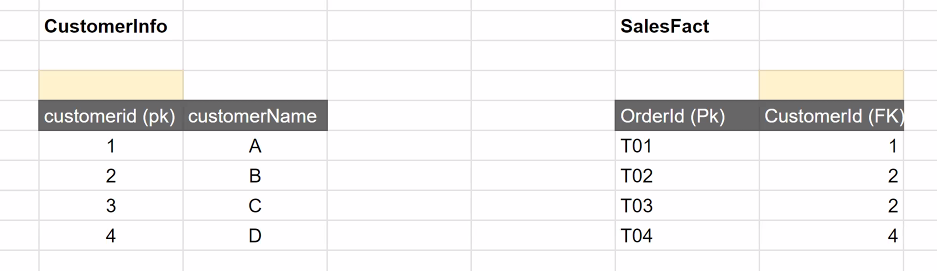 CustomerInfo SalesFact
customerid (pk) customerName OrderId (Pk) CustomerId (FK)
1 A T01 1
2 B T02 2
3 C T03 2
4 D T04 4